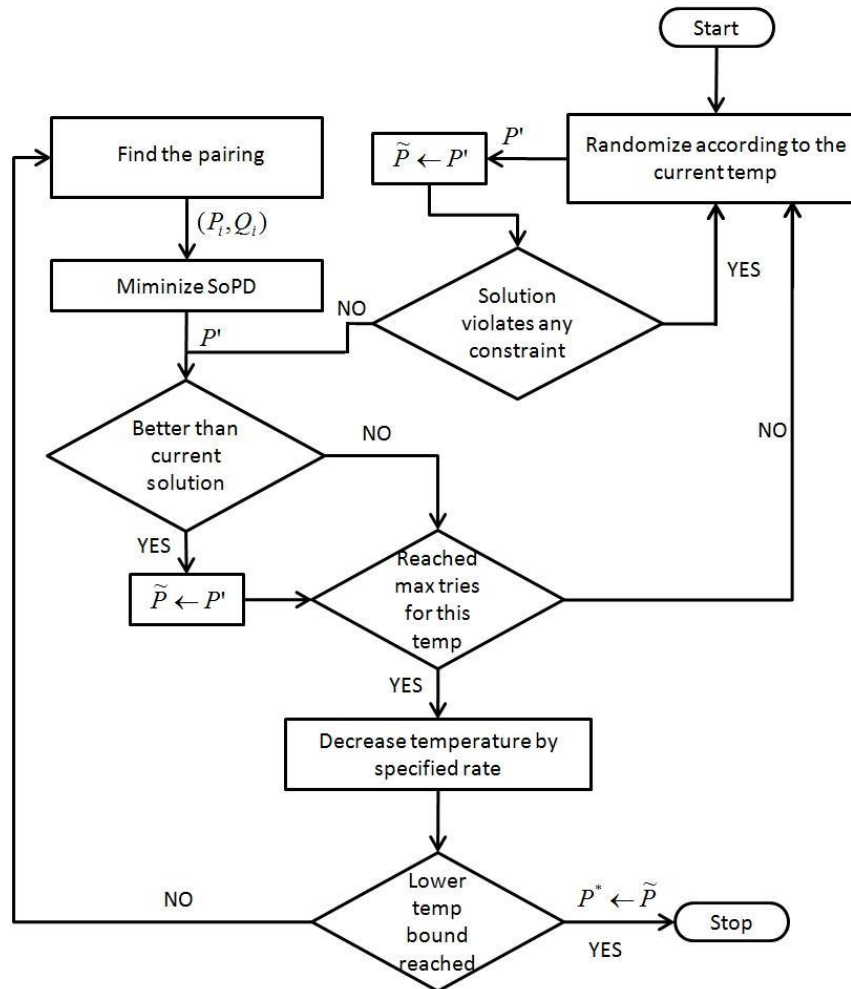 Start
Randomize according to the
current temp
P'
P̃ ← P'
Find the pairing
(Pᵢ,Qᵢ)
Miminize SoPD
P'
Solution
violates any
constraint
YES
NO
Better than
current
solution
NO
YES
P̃ ← P'
Reached
max tries
for this
temp
NO
YES
Decrease temperature by
specified rate
Lower
temp
bound
reached
NO
P* ← P̃
YES
Stop